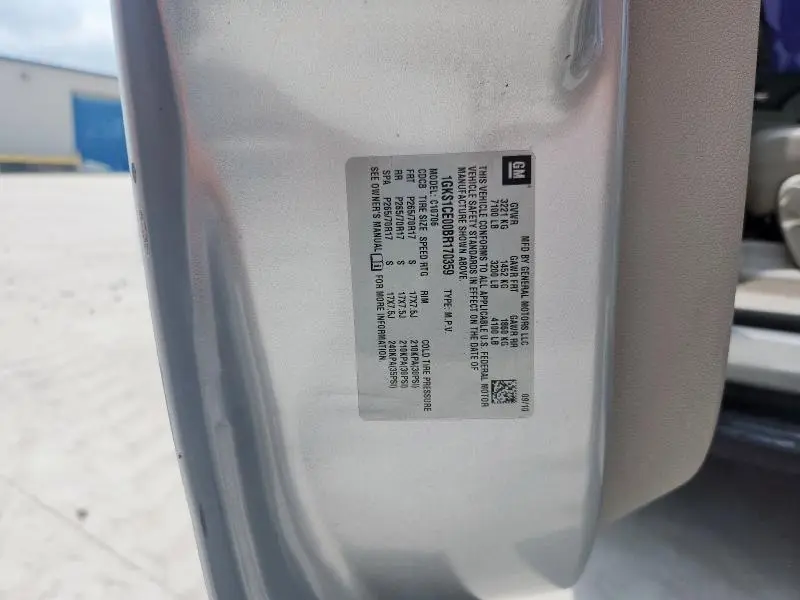 GM
MFD BY GENERAL MOTORS LLC 09/10
GVWR GAWR FRT GAWR RR
3221 KG 1452 KG 1860 KG
7100 LB 3200 LB 4100 LB
THIS VEHICLE CONFORMS TO ALL APPLICABLE U.S. FEDERAL MOTOR
VEHICLE SAFETY STANDARDS IN EFFECT ON THE DATE OF
MANUFACTURE SHOWN ABOVE.
1GKS1CE00BR170359 TYPE: M.P.V.
MODEL: C10706
CDCB TIRE SIZE SPEED RTG RIM COLD TIRE PRESSURE
FRT P265/70R17 S 17X7.5J 210KPA(30PSI)
RR P265/70R17 S 17X7.5J 210KPA(30PSI)
SPA P265/70R17 S 17X7.5J 240KPA(35PSI)
SEE OWNER'S MANUAL FOR MORE INFORMATION.